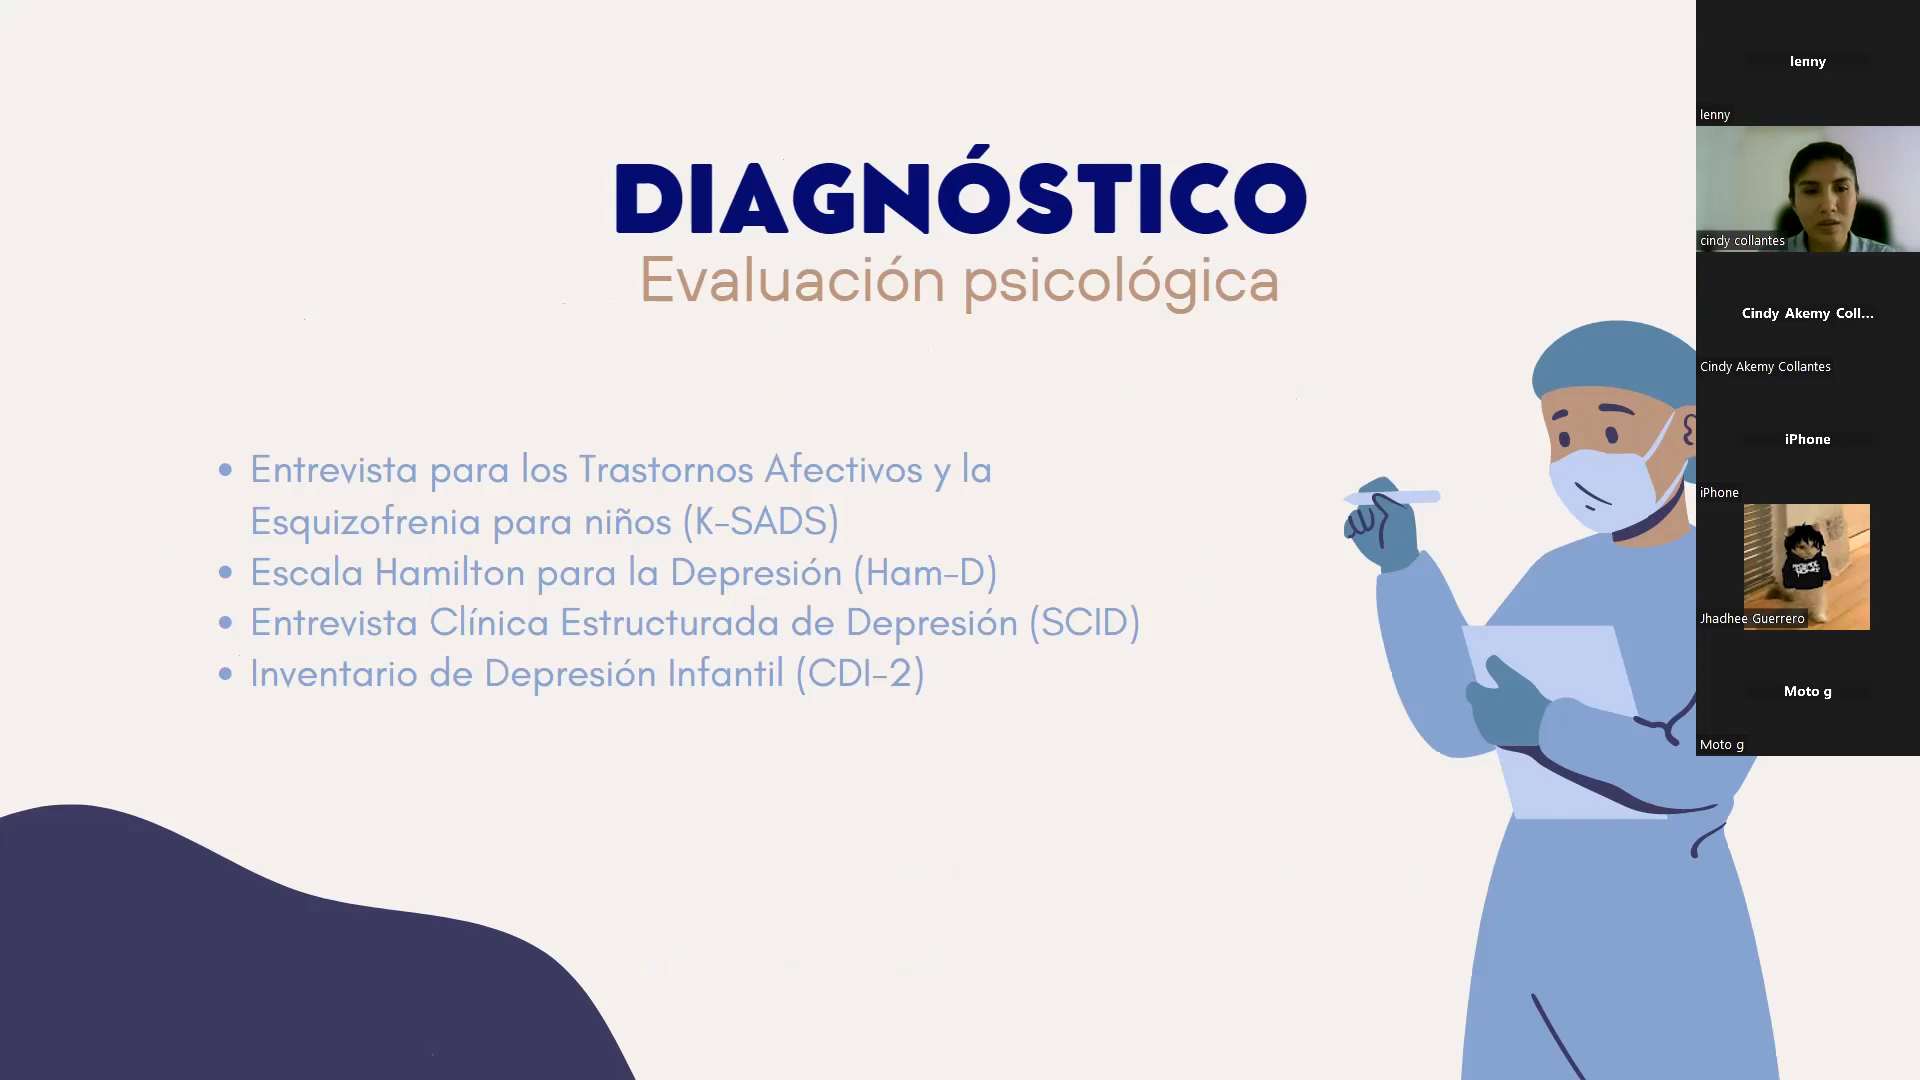 DIAGNÓSTICO
Evaluación psicológica
• Entrevista para los Trastornos Afectivos y la
Esquizofrenia para niños (K-SADS)
• Escala Hamilton para la Depresión (Ham-D)
• Entrevista Clínica Estructurada de Depresión (SCID)
• Inventario de Depresión Infantil (CDI-2)
lenny
lenny
cindy collantes
Cindy Akemy Coll...
Cindy Akemy Collantes
iPhone
iPhone
Jhadhee Guerrero
Moto g
Moto g